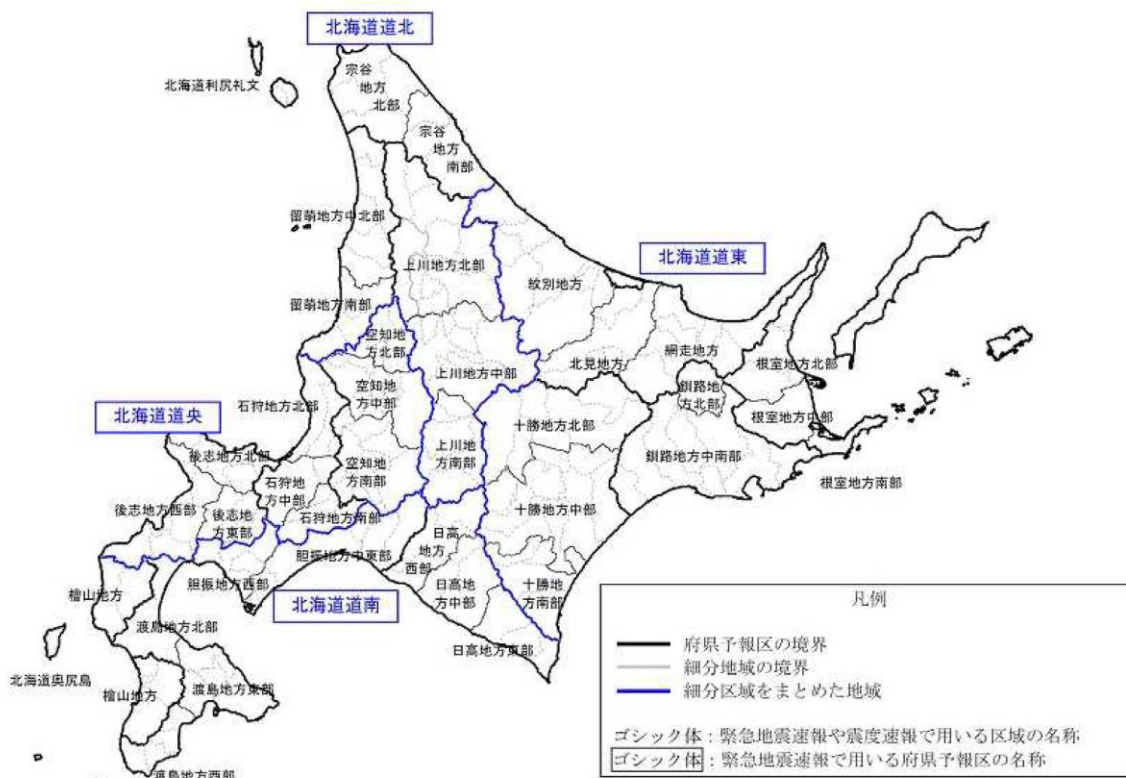 北海道道北
宗谷
地方
北部
北海道利尻礼文
宗谷
地方
南部
留萌地方中北部
北海道道東
上川地方北部
紋別地方
留萌地方南部
空知地
方北部
網走地方
北見地方
根室地方北部
上川地方中部
空知地
方中部
釧路地
方北部
石狩地方北部
北海道道央
根室地方中部
十勝地方北部
上川地
方南部
後志地方北部
空知地
方南部
釧路地方中南部
石狩地
方中部
根室地方南部
後志地方西部
後志地
方東部
石狩地方南部
十勝地方中部
日高
地方
西部
胆振地方中東部
胆振地方西部
日高地
方中部
十勝地
方南部
檜山地方
北海道道南
渡島地方北部
日高地方東部
北海道奥尻島
檜山地方
渡島地方東部
渡島地方西部
凡例
府県予報区の境界
細分地域の境界
細分区域をまとめた地域
ゴシック体：緊急地震速報や震度速報で用いる区域の名称
ゴシック体：緊急地震速報で用いる府県予報区の名称